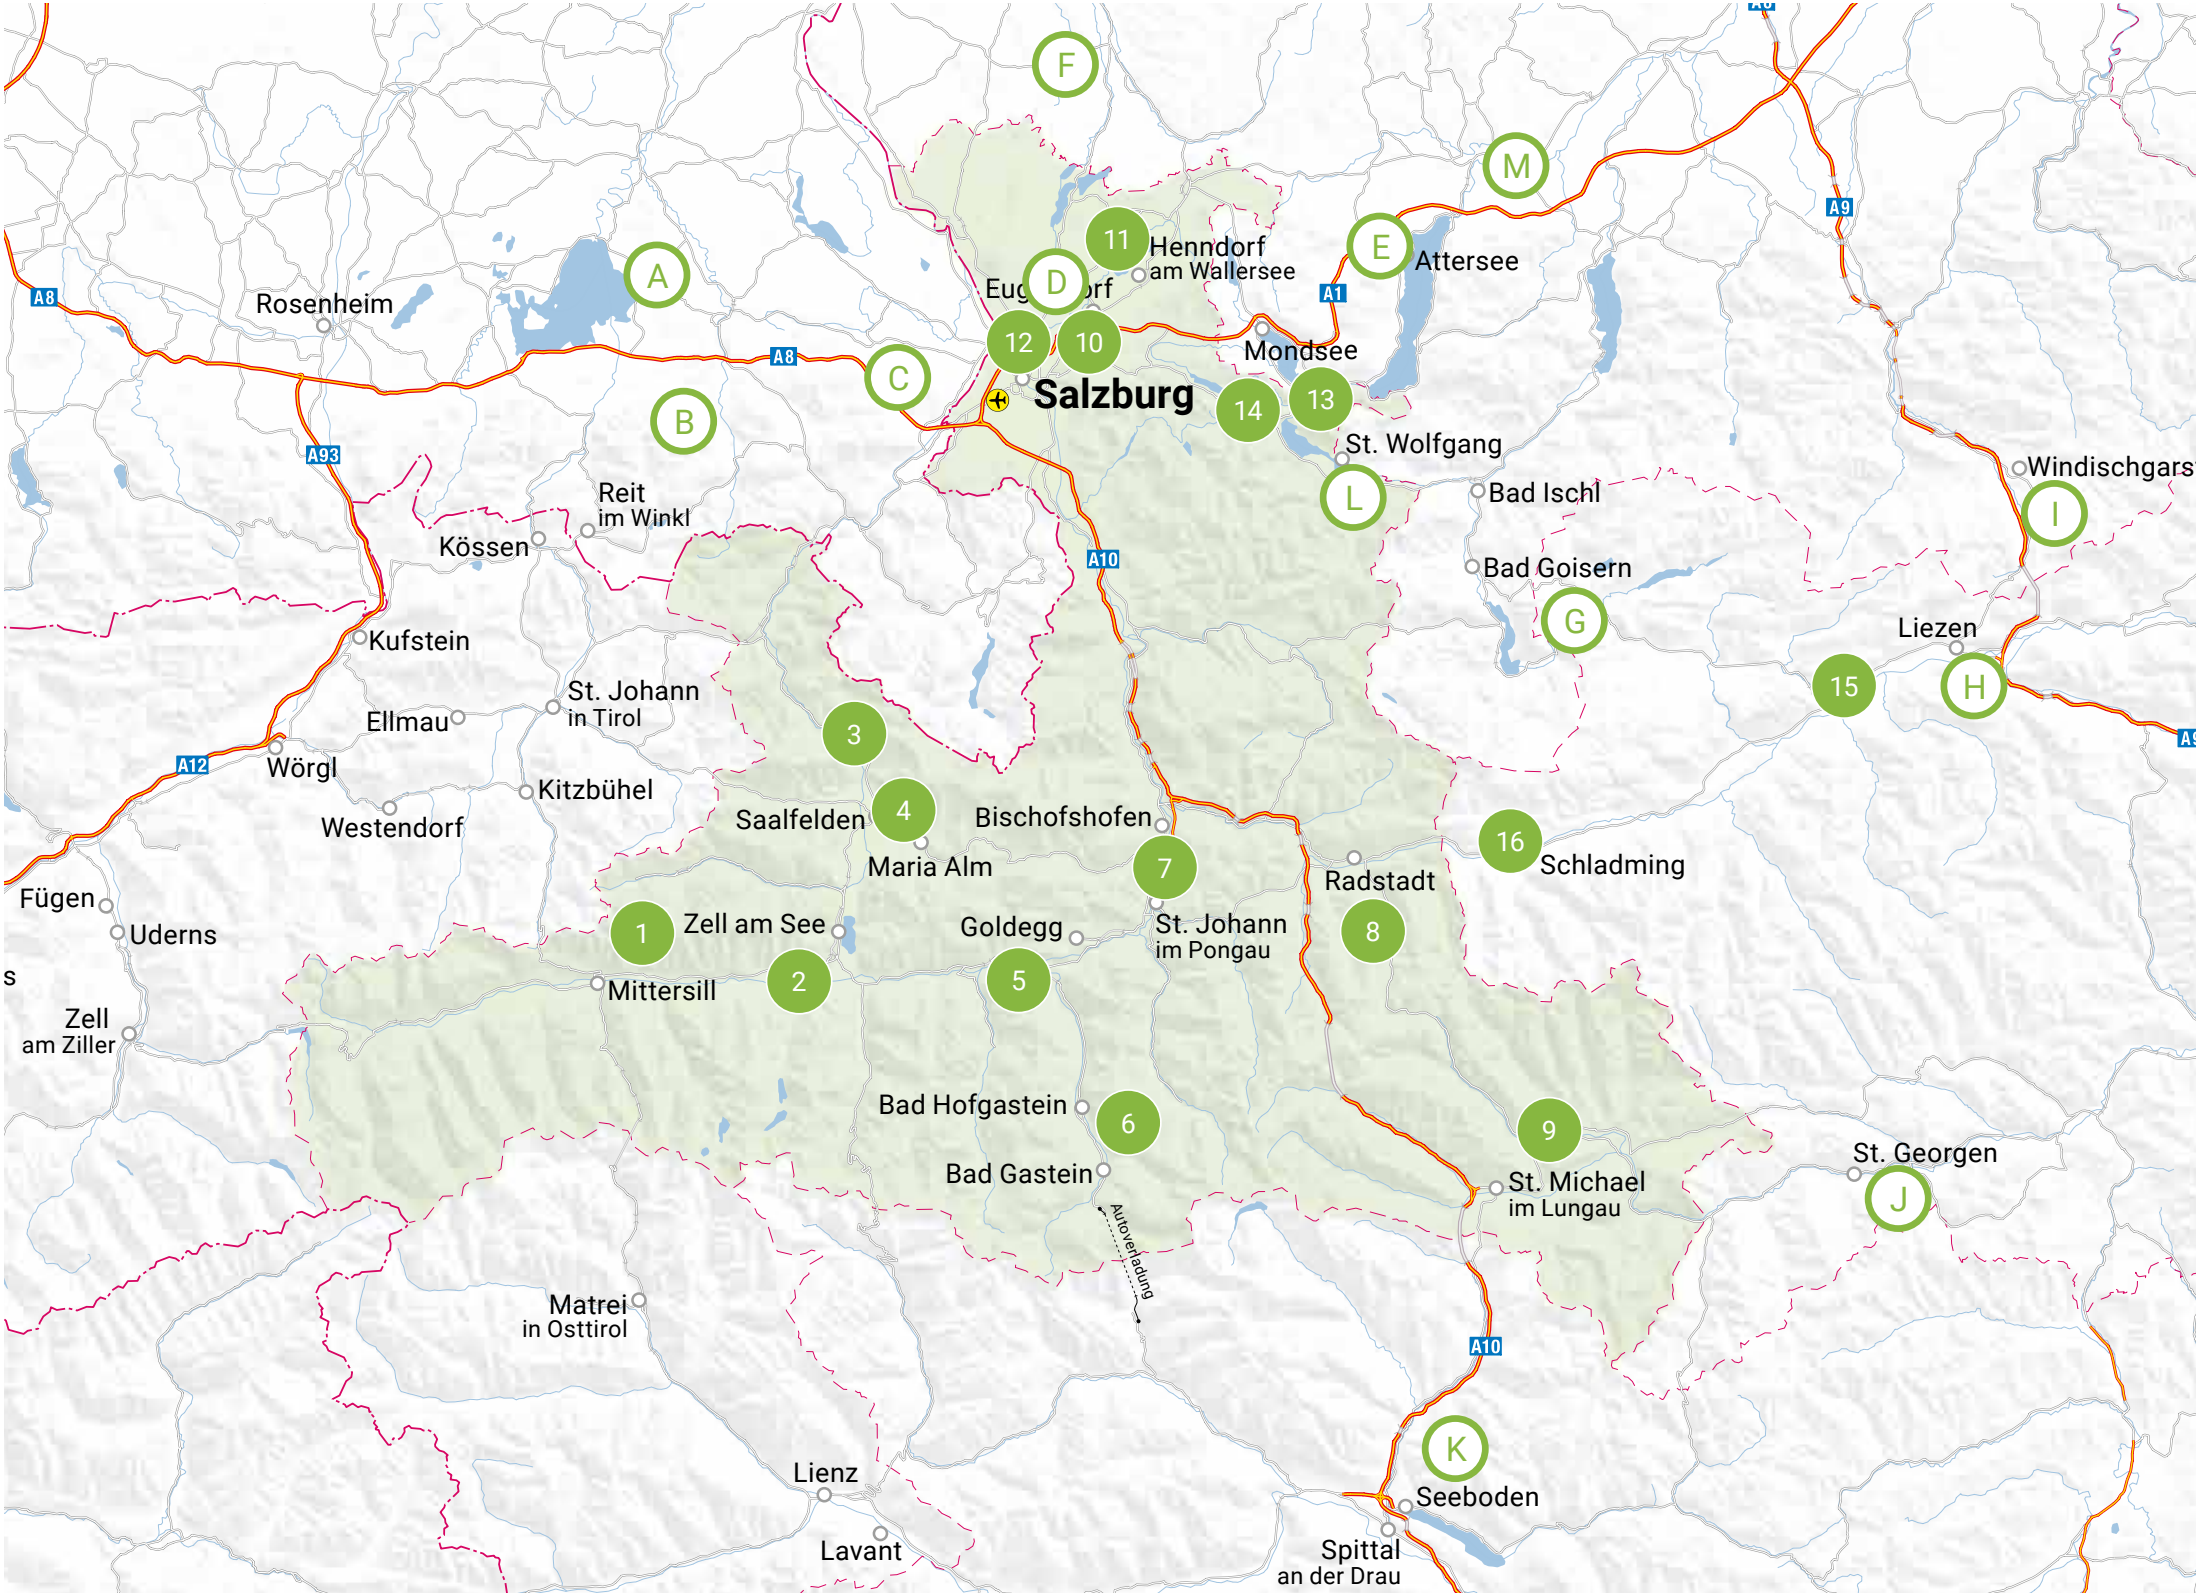 A8
F
M
A9
11
Henndorf
am Wallersee
E
Attersee
A
D
Eug
orf
A1
A8
Rosenheim
12
10
Mondsee
A8
C
Salzburg
14
13
B
St. Wolfgang
A93
Windischgars
Reit
im Winkl
L
Bad Ischl
I
Kössen
A10
Bad Goisern
G
Kufstein
Liezen
15
H
St. Johann
in Tirol
Ellmau
3
A9
A12
Wörgl
Kitzbühel
Westendorf
Saalfelden
4
Bischofshofen
16
Schladming
Maria Alm
7
Radstadt
Fügen
Uderns
1
Zell am See
Goldegg
St. Johann
im Pongau
8
s
Mittersill
2
5
Zell
am Ziller
Bad Hofgastein
6
9
Bad Gastein
St. Georgen
St. Michael
im Lungau
J
Autoverladung
Matrei
in Osttirol
A10
K
Lienz
Seeboden
Lavant
Spittal
an der Drau